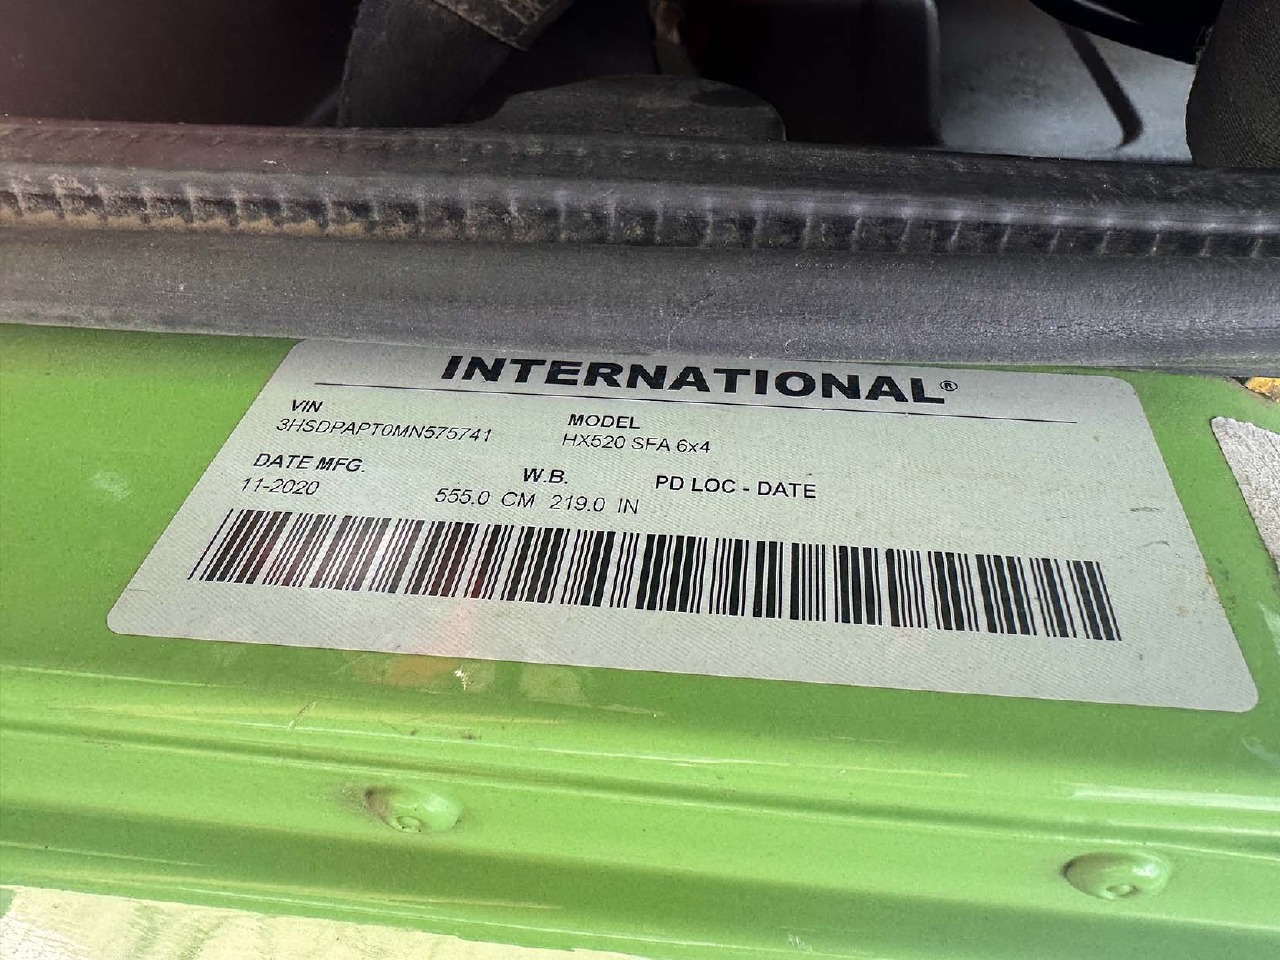 INTERNATIONAL®
VIN
3HSDPAPT0MN575741
MODEL
HX520 SFA 6x4
DATE MFG.
11-2020
W.B.
555.0 CM 219.0 IN
PD LOC - DATE